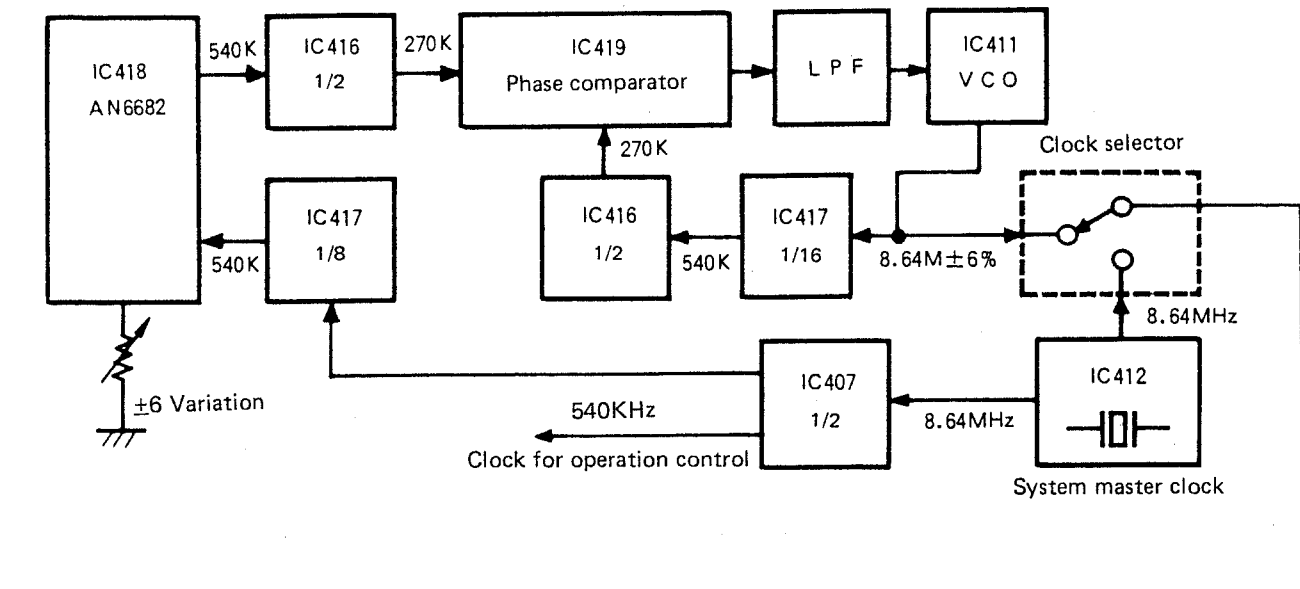 IC418
AN6682
540K
IC416
1/2
270K
IC419
Phase comparator
LPF
IC411
VCO
Clock selector
270K
IC417
1/8
540K
IC416
1/2
540K
IC417
1/16
8.64M±6%
8.64MHz
±6 Variation
IC407
1/2
540KHz
Clock for operation control
8.64MHz
IC412
System master clock